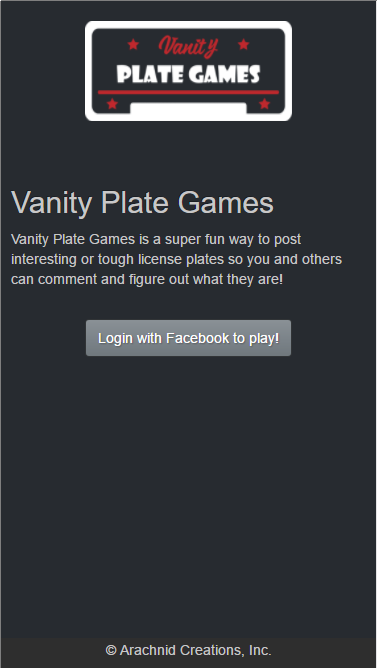 Vanity
PLATE GAMES
Vanity Plate Games
Vanity Plate Games is a super fun way to post
interesting or tough license plates so you and others
can comment and figure out what they are!
Login with Facebook to play!
© Arachnid Creations, Inc.